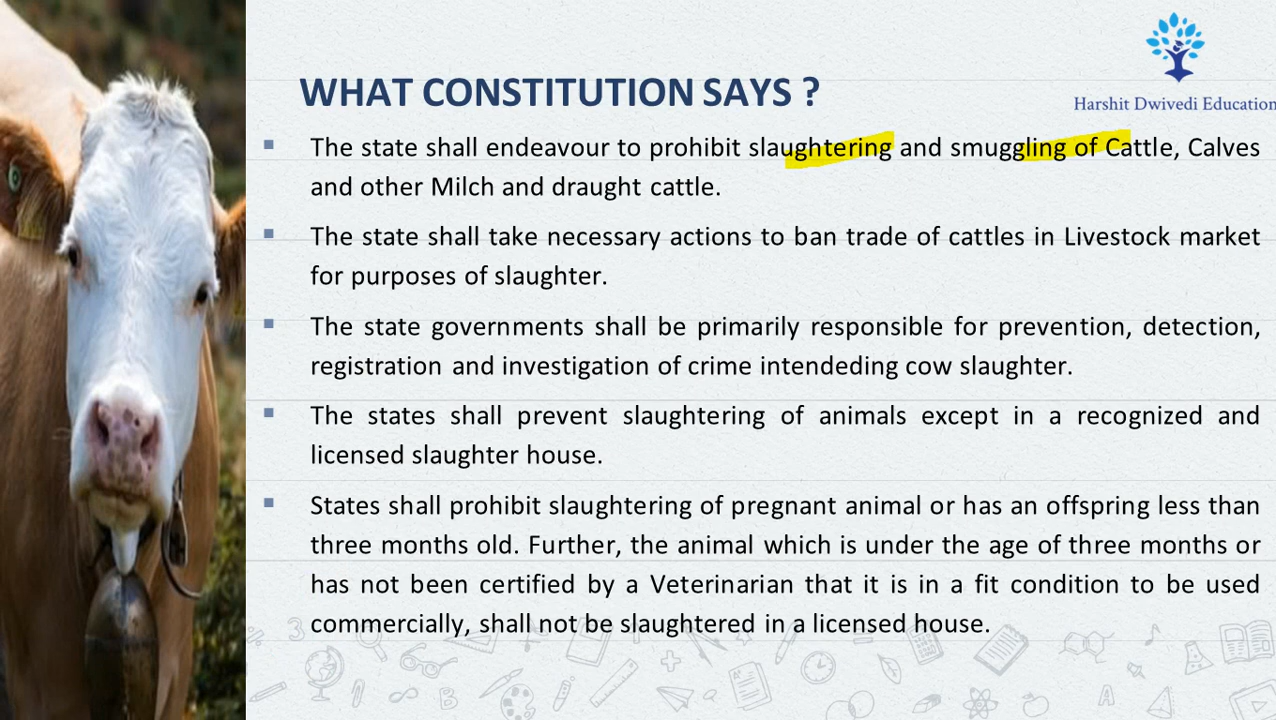 Harshit Dwivedi Education
WHAT CONSTITUTION SAYS ?
The state shall endeavour to prohibit slaughtering and smuggling of Cattle, Calves
and other Milch and draught cattle.
The state shall take necessary actions to ban trade of cattles in Livestock market
for purposes of slaughter.
The state governments shall be primarily responsible for prevention, detection,
registration and investigation of crime intendeding cow slaughter.
The states shall prevent slaughtering of animals except in a recognized and
licensed slaughter house.
States shall prohibit slaughtering of pregnant animal or has an offspring less than
three months old. Further, the animal which is under the age of three months or
has not been certified by a Veterinarian that it is in a fit condition to be used
commercially, shall not be slaughtered in a licensed house.